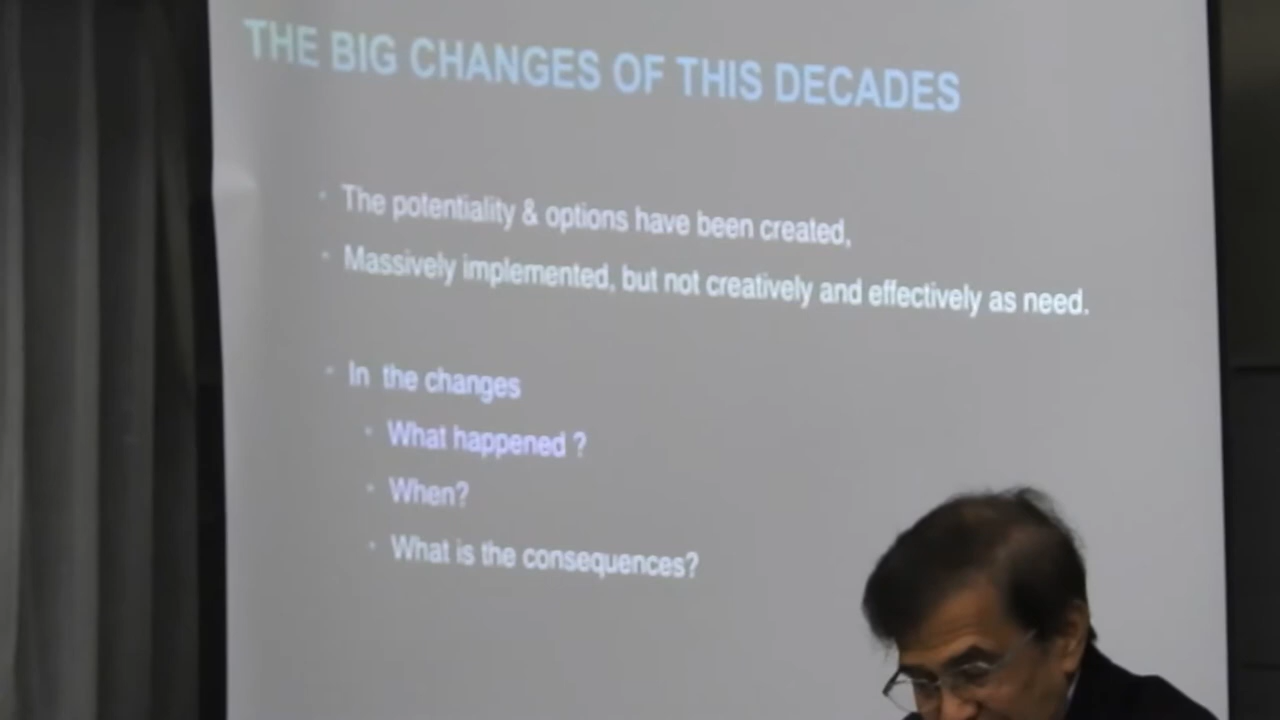 THE BIG CHANGES OF THIS DECADES
The potentiality & options have been created,
Massively implemented, but not creatively and effectively as need.
In the changes
What happened ?
When?
What is the consequences?